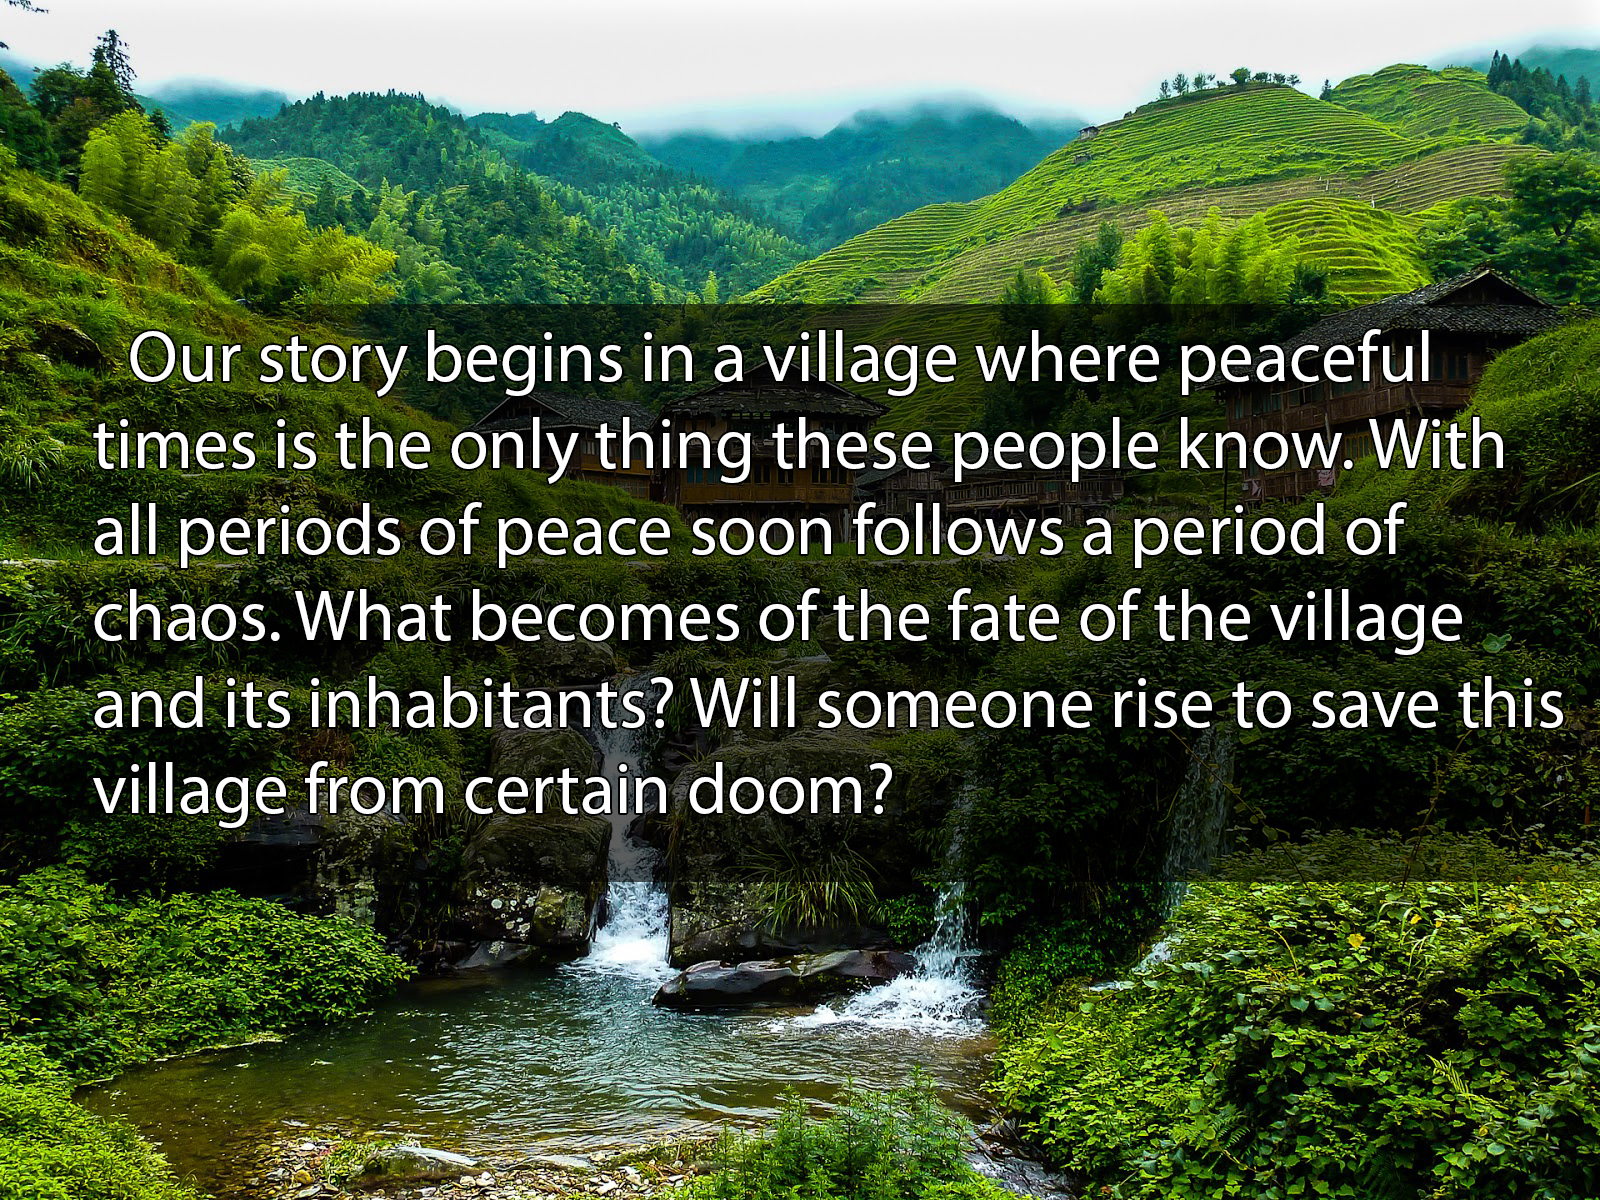 Our story begins in a village where peaceful
times is the only thing these people know. With
all periods of peace soon follows a period of
chaos. What becomes of the fate of the village
and its inhabitants? Will someone rise to save this
village from certain doom?